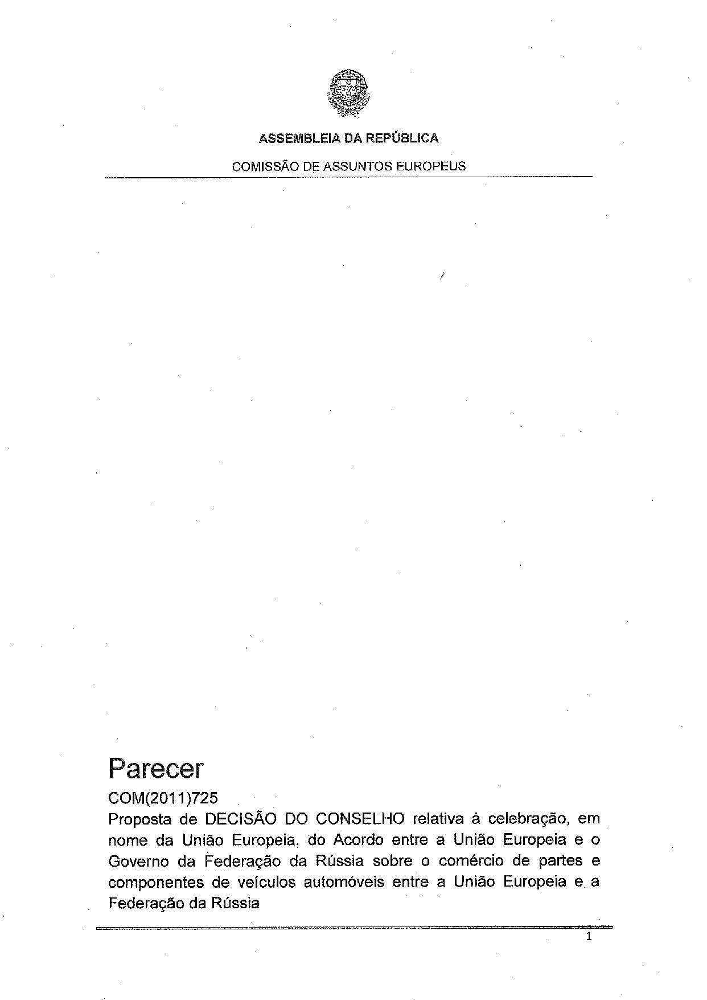 ASSEMBLEIA DA REPÚBLICA
COMISSÃO DE ASSUNTOS EUROPEUS
Parecer
COM(2011)725
Proposta de DECISÃO DO CONSELHO relativa à celebração, em
nome da União Europeia, do Acordo entre a União Europeia e o
Governo da Federação da Rússia sobre o comércio de partes e
componentes de veículos automóveis entre a União Europeia e a
Federação da Rússia
1